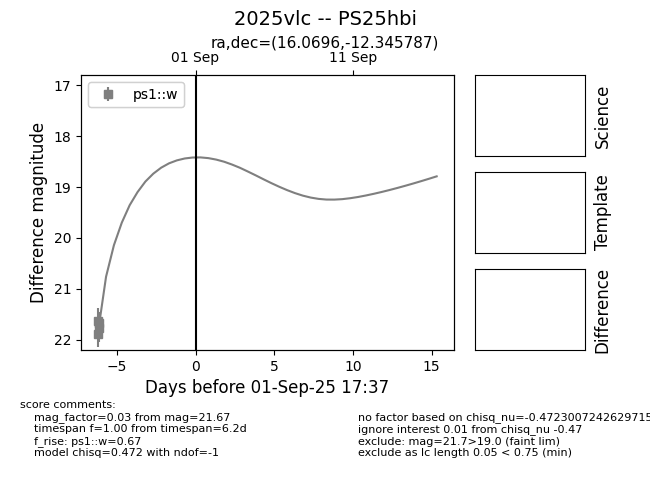 2025vlc -- PS25hbi
ra,dec=(16.0696,-12.345787)
01 Sep 11 Sep
ps1::w
17
18
19
20
21
22
Difference magnitude
−5 0 5 10 15
Days before 01-Sep-25 17:37
Science
Template
Difference
score comments:
mag_factor=0.03 from mag=21.67
timespan f=1.00 from timespan=6.2d
f_rise: ps1::w=0.67
model chisq=0.472 with ndof=-1
no factor based on chisq_nu=-0.4723007242629715
ignore interest 0.01 from chisq_nu -0.47
exclude: mag=21.7>19.0 (faint lim)
exclude as lc length 0.05 < 0.75 (min)